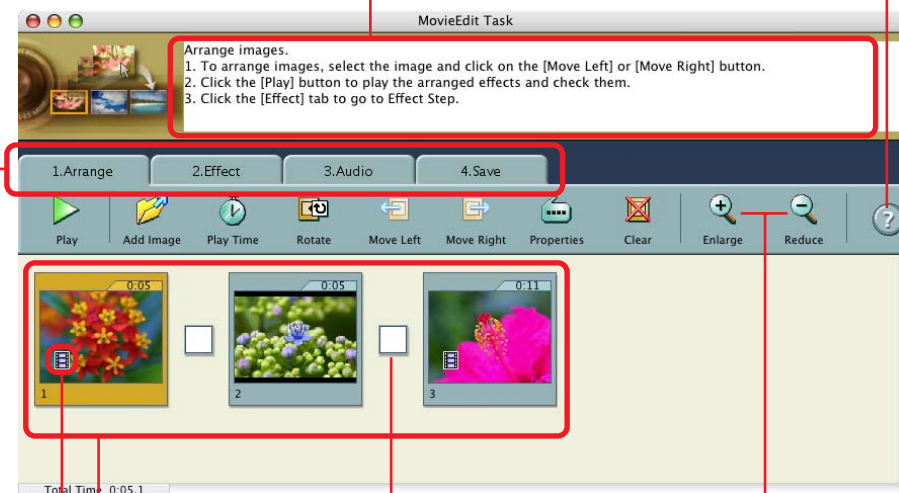 MovieEdit Task
Arrange images.
1. To arrange images, select the image and click on the [Move Left] or [Move Right] button.
2. Click the [Play] button to play the arranged effects and check them.
3. Click the [Effect] tab to go to Effect Step.
1.Arrange 2.Effect 3.Audio 4.Save
Play Add Image Play Time Rotate Move Left Move Right Properties Clear Enlarge Reduce ?
0:05 0:05 0:11
1 2 3
Total Time 0:05.1